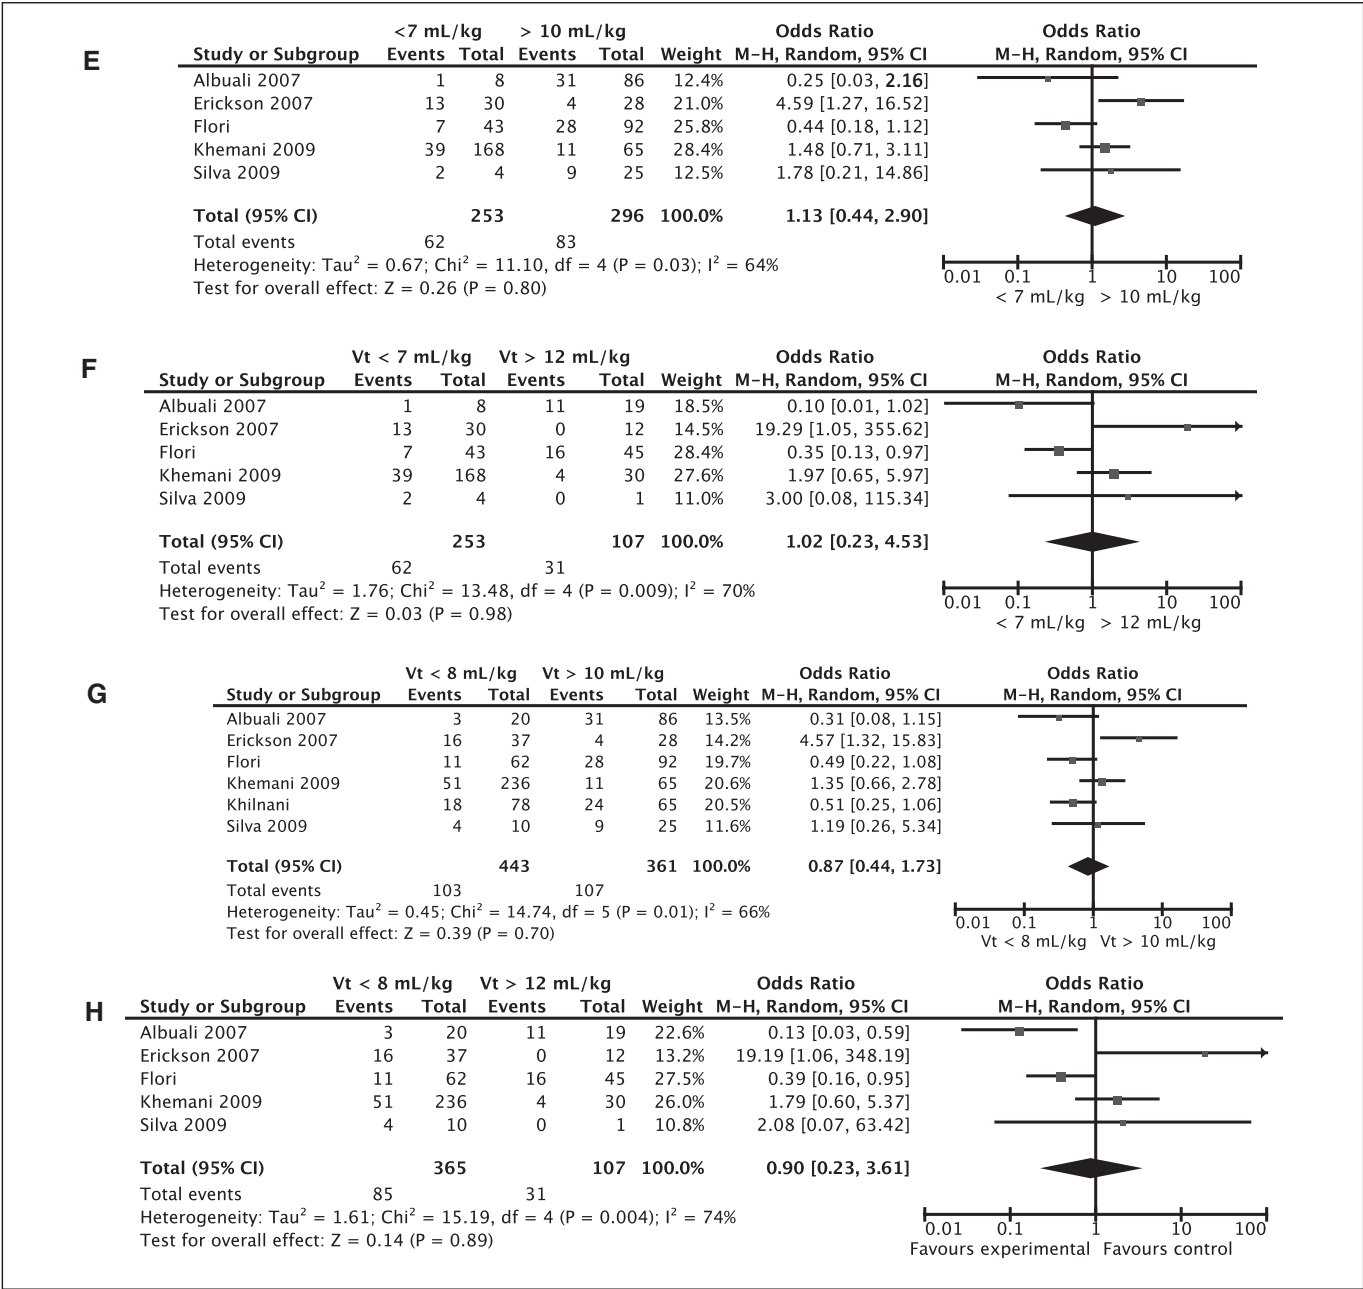 E
<7 mL/kg > 10 mL/kg Odds Ratio Odds Ratio
Study or Subgroup Events Total Events Total Weight M-H, Random, 95% CI M-H, Random, 95% CI
Albuali 2007 1 8 31 86 12.4% 0.25 [0.03, 2.16]
Erickson 2007 13 30 4 28 21.0% 4.59 [1.27, 16.52]
Flori 7 43 28 92 25.8% 0.44 [0.18, 1.12]
Khemani 2009 39 168 11 65 28.4% 1.48 [0.71, 3.11]
Silva 2009 2 4 9 25 12.5% 1.78 [0.21, 14.86]
Total (95% CI) 253 296 100.0% 1.13 [0.44, 2.90]
Total events 62 83
Heterogeneity: Tau² = 0.67; Chi² = 11.10, df = 4 (P = 0.03); I² = 64%
Test for overall effect: Z = 0.26 (P = 0.80)
0.01 0.1 1 10 100
< 7 mL/kg > 10 mL/kg
F
Vt < 7 mL/kg Vt > 12 mL/kg Odds Ratio Odds Ratio
Study or Subgroup Events Total Events Total Weight M-H, Random, 95% CI M-H, Random, 95% CI
Albuali 2007 1 8 11 19 18.5% 0.10 [0.01, 1.02]
Erickson 2007 13 30 0 12 14.5% 19.29 [1.05, 355.62]
Flori 7 43 16 45 28.4% 0.35 [0.13, 0.97]
Khemani 2009 39 168 4 30 27.6% 1.97 [0.65, 5.97]
Silva 2009 2 4 0 1 11.0% 3.00 [0.08, 115.34]
Total (95% CI) 253 107 100.0% 1.02 [0.23, 4.53]
Total events 62 31
Heterogeneity: Tau² = 1.76; Chi² = 13.48, df = 4 (P = 0.009); I² = 70%
Test for overall effect: Z = 0.03 (P = 0.98)
0.01 0.1 1 10 100
< 7 mL/kg > 12 mL/kg
G
Vt < 8 mL/kg Vt > 10 mL/kg Odds Ratio Odds Ratio
Study or Subgroup Events Total Events Total Weight M-H, Random, 95% CI M-H, Random, 95% CI
Albuali 2007 3 20 31 86 13.5% 0.31 [0.08, 1.15]
Erickson 2007 16 37 4 28 14.2% 4.57 [1.32, 15.83]
Flori 11 62 28 92 19.7% 0.49 [0.22, 1.08]
Khemani 2009 51 236 11 65 20.6% 1.35 [0.66, 2.78]
Khilnani 18 78 24 65 20.5% 0.51 [0.25, 1.06]
Silva 2009 4 10 9 25 11.6% 1.19 [0.26, 5.34]
Total (95% CI) 443 361 100.0% 0.87 [0.44, 1.73]
Total events 103 107
Heterogeneity: Tau² = 0.45; Chi² = 14.74, df = 5 (P = 0.01); I² = 66%
Test for overall effect: Z = 0.39 (P = 0.70)
0.01 0.1 1 10 100
Vt < 8 mL/kg Vt > 10 mL/kg
H
Vt < 8 mL/kg Vt > 12 mL/kg Odds Ratio Odds Ratio
Study or Subgroup Events Total Events Total Weight M-H, Random, 95% CI M-H, Random, 95% CI
Albuali 2007 3 20 11 19 22.6% 0.13 [0.03, 0.59]
Erickson 2007 16 37 0 12 13.2% 19.19 [1.06, 348.19]
Flori 11 62 16 45 27.5% 0.39 [0.16, 0.95]
Khemani 2009 51 236 4 30 26.0% 1.79 [0.60, 5.37]
Silva 2009 4 10 0 1 10.8% 2.08 [0.07, 63.42]
Total (95% CI) 365 107 100.0% 0.90 [0.23, 3.61]
Total events 85 31
Heterogeneity: Tau² = 1.61; Chi² = 15.19, df = 4 (P = 0.004); I² = 74%
Test for overall effect: Z = 0.14 (P = 0.89)
0.01 0.1 1 10 100
Favours experimental Favours control